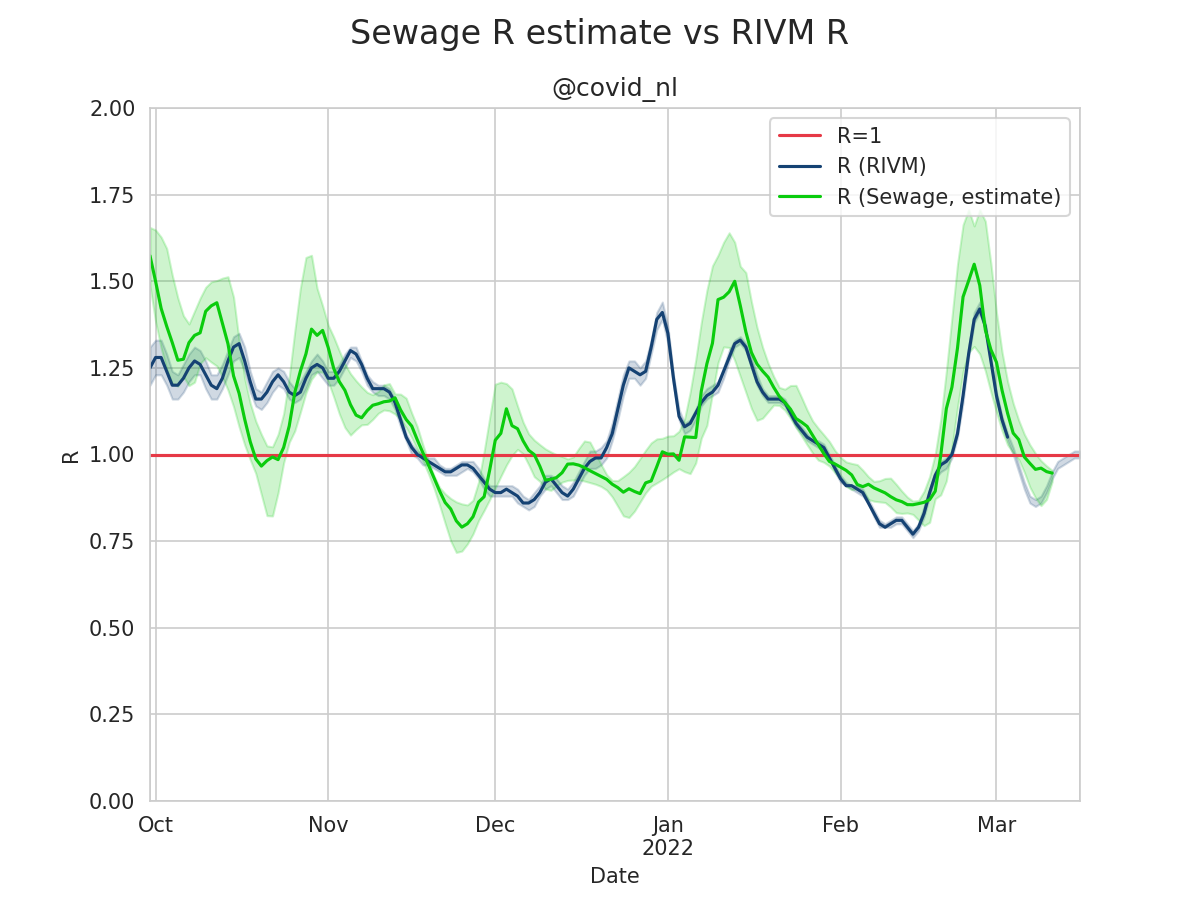 Sewage R estimate vs RIVM R
@covid_nl
R=1
R (RIVM)
R (Sewage, estimate)
2.00
1.75
1.50
1.25
1.00
0.75
0.50
0.25
0.00
R
Oct Nov Dec Jan Feb Mar
2022
Date